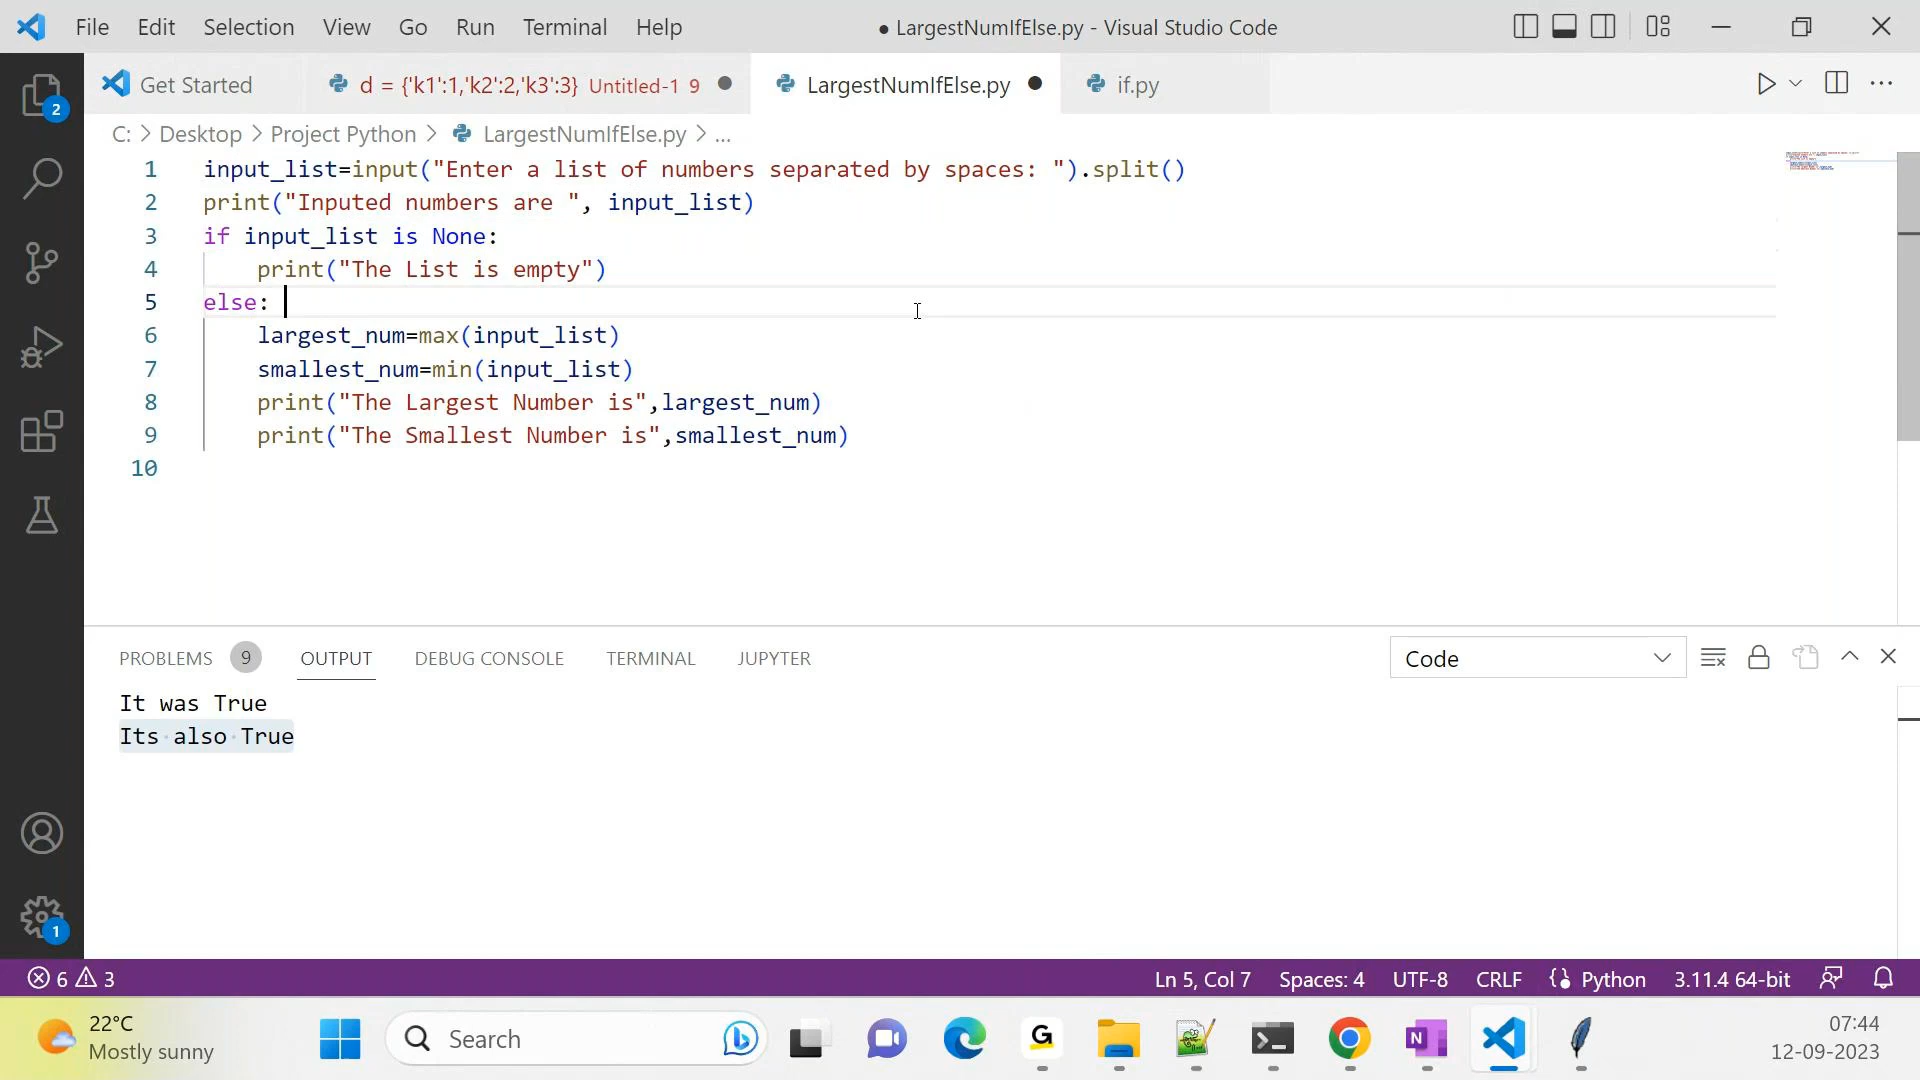 File Edit Selection View Go Run Terminal Help ● LargestNumIfElse.py - Visual Studio Code
Get Started d = {'k1':1,'k2':2,'k3':3} Untitled-1 9 LargestNumIfElse.py if.py
C: > Desktop > Project Python > LargestNumIfElse.py > ...
1 input_list=input("Enter a list of numbers separated by spaces: ").split()
2 print("Inputed numbers are ", input_list)
3 if input_list is None:
4 print("The List is empty")
5 else:
6 largest_num=max(input_list)
7 smallest_num=min(input_list)
8 print("The Largest Number is",largest_num)
9 print("The Smallest Number is",smallest_num)
10
2
PROBLEMS 9 OUTPUT DEBUG CONSOLE TERMINAL JUPYTER Code
It was True
Its also True
1
6 3 Ln 5, Col 7 Spaces: 4 UTF-8 CRLF Python 3.11.4 64-bit
22°C
Mostly sunny
Search
G
N
07:44
12-09-2023